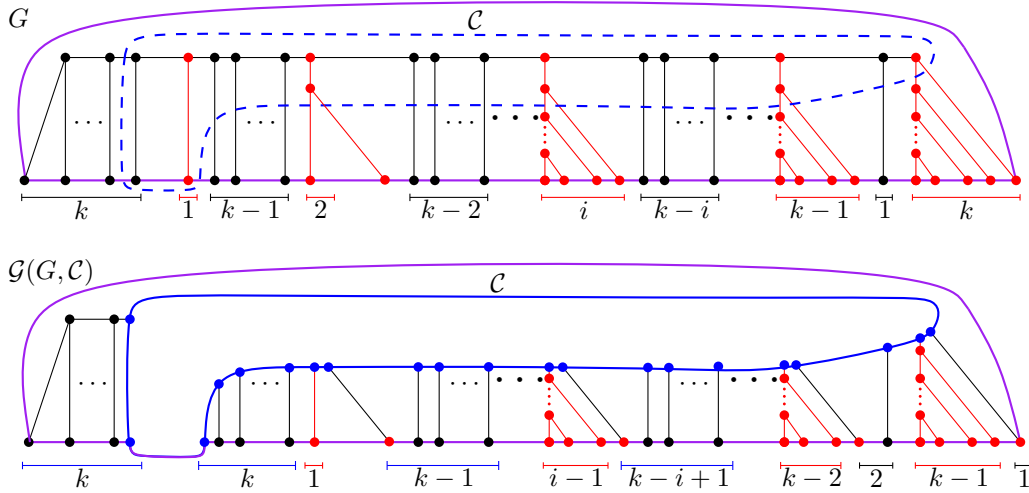 G C
k 1 k − 1 2 k − 2 i k − i k − 1 1 k
G(G, C) C
k k 1 k − 1 i − 1 k − i + 1 k − 2 2 k − 1 1